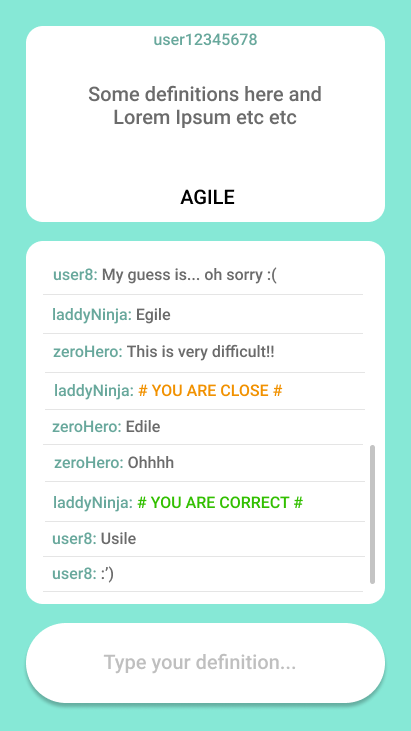 user12345678
Some definitions here and
Lorem Ipsum etc etc
AGILE
user8: My guess is... oh sorry :(
laddyNinja: Egile
zeroHero: This is very difficult!!
laddyNinja: # YOU ARE CLOSE #
zeroHero: Edile
zeroHero: Ohhhh
laddyNinja: # YOU ARE CORRECT #
user8: Usile
user8: :’)
Type your definition...